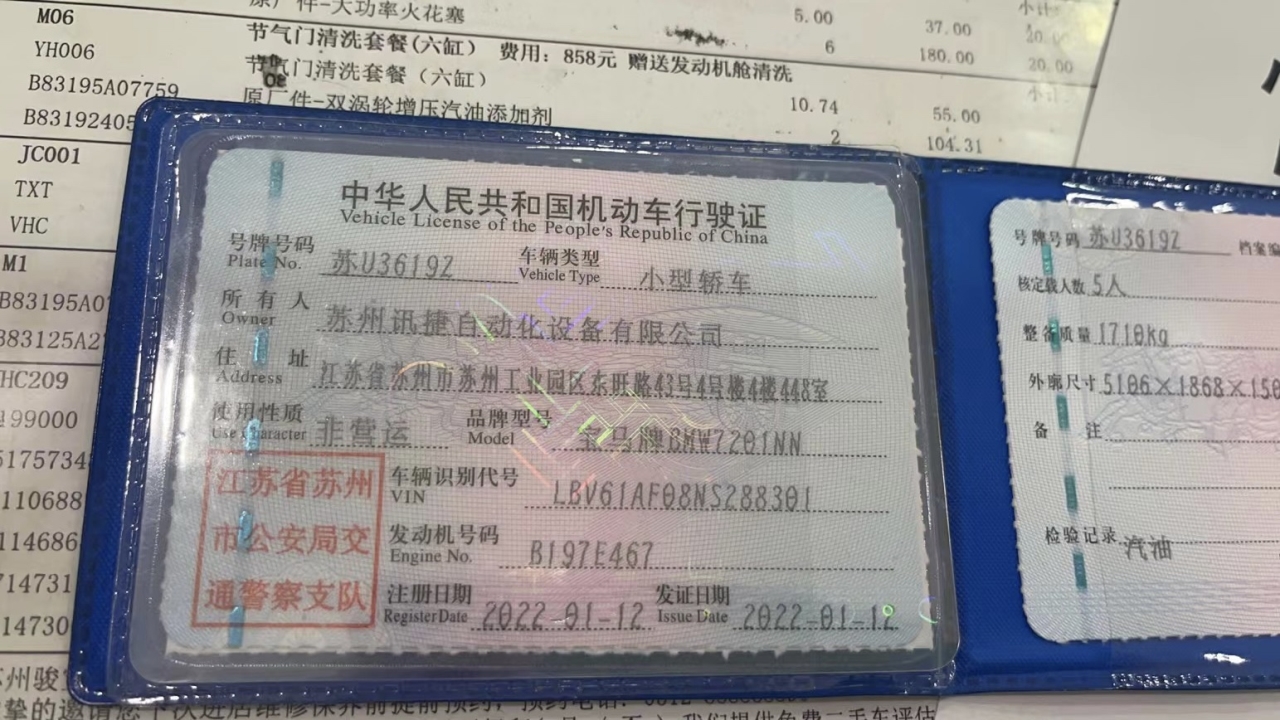 M06
原厂件-大功率火花塞
5.00
37.00
小计:
YH006
节气门清洗套餐(六缸) 费用: 858元 赠送发动机舱清洗
6
180.00
20.00
节气门清洗套餐(六缸)
20.00
B83195A07759
原厂件-双涡轮增压汽油添加剂
10.74
55.00
小计
B8319240
2
104.31
JC001
TXT
VHC
M1
B83195A0
83125A2
HC209
99000
51757434
110688
114686
714731
14730
中华人民共和国机动车行驶证
Vehicle License of the People's Republic of China
号牌号码 苏U3619Z 车辆类型 小型轿车
Plate No. Vehicle Type
所有人 苏州讯捷自动化设备有限公司
Owner
住址 江苏省苏州市苏州工业园区东旺路43号4号楼4楼448室
Address
使用性质 非营运 品牌型号 宝马牌BMW7201NN
Use Character Model
江苏省苏州
市公安局交
通警察支队
车辆识别代号 LBV61AF08NS288301
VIN
发动机号码 B197E467
Engine No.
注册日期 2022-01-12 发证日期 2022-01-12
Register Date Issue Date
号牌号码 苏U3619Z 档案编
核定载人数 5人
整备质量 1710kg
外廓尺寸 5106×1868×150
备注
检验记录 汽油